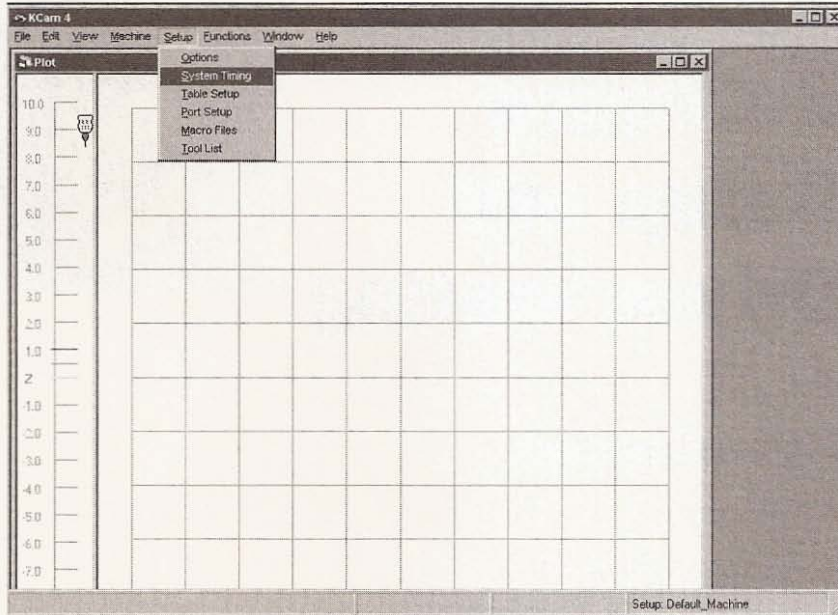 KCam 4
File Edit View Machine Setup Functions Window Help
Plot
Options
System Timing
Table Setup
Port Setup
Macro Files
Tool List
10.0
9.0
8.0
7.0
6.0
5.0
4.0
3.0
2.0
1.0
Z
-1.0
-2.0
-3.0
-4.0
-5.0
-6.0
-7.0
Setup: Default_Machine